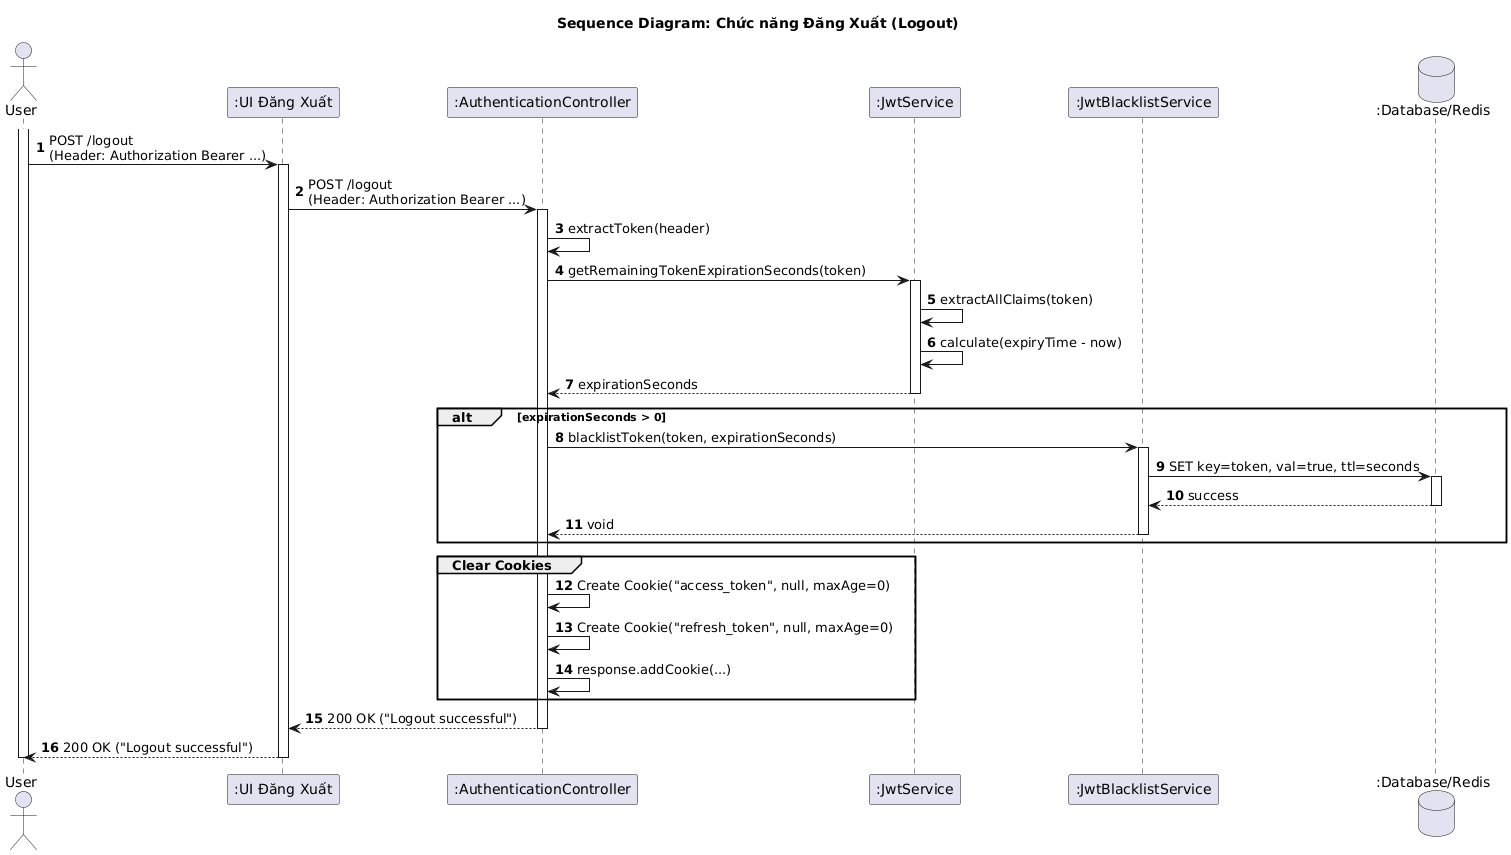 Sequence Diagram: Chức năng Đăng Xuất (Logout)
User
:UI Đăng Xuất
:AuthenticationController
:JwtService
:JwtBlacklistService
:Database/Redis
1 POST /logout
(Header: Authorization Bearer ...)
2 POST /logout
(Header: Authorization Bearer ...)
3 extractToken(header)
4 getRemainingTokenExpirationSeconds(token)
5 extractAllClaims(token)
6 calculate(expiryTime - now)
7 expirationSeconds
alt [expirationSeconds > 0]
8 blacklistToken(token, expirationSeconds)
9 SET key=token, val=true, ttl=seconds
10 success
11 void
Clear Cookies
12 Create Cookie("access_token", null, maxAge=0)
13 Create Cookie("refresh_token", null, maxAge=0)
14 response.addCookie(...)
15 200 OK ("Logout successful")
16 200 OK ("Logout successful")
User
:UI Đăng Xuất
:AuthenticationController
:JwtService
:JwtBlacklistService
:Database/Redis